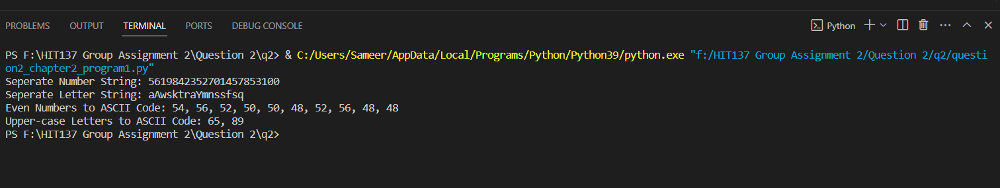 PROBLEMS OUTPUT TERMINAL PORTS DEBUG CONSOLE Python
PS F:\HIT137 Group Assignment 2\Question 2\q2> & C:/Users/Sameer/AppData/Local/Programs/Python/Python39/python.exe "f:/HIT137 Group Assignment 2/Question 2/q2/questi
on2_chapter2_program1.py"
Seperate Number String: 5619842352701457853100
Seperate Letter String: aAwsktraYmnssfsq
Even Numbers to ASCII Code: 54, 56, 52, 50, 50, 48, 52, 56, 48, 48
Upper-case Letters to ASCII Code: 65, 89
PS F:\HIT137 Group Assignment 2\Question 2\q2>